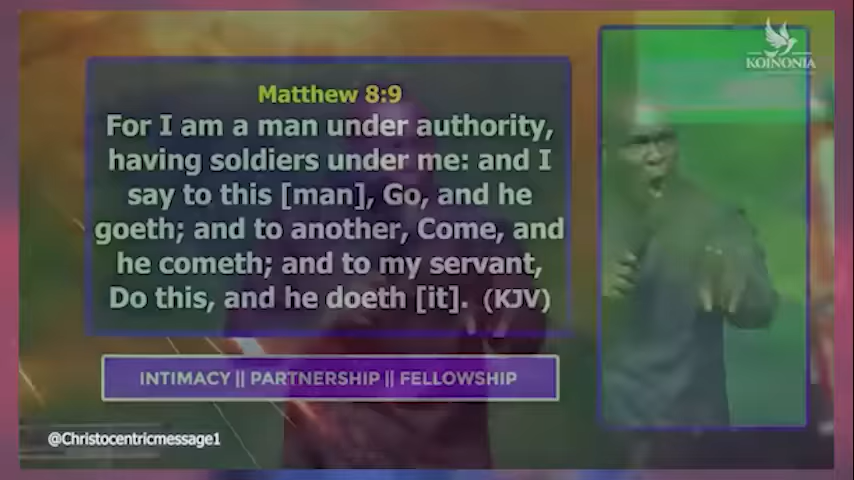 KOINONIA
Matthew 8:9
For I am a man under authority,
having soldiers under me: and I
say to this [man], Go, and he
goeth; and to another, Come, and
he cometh; and to my servant,
Do this, and he doeth [it]. (KJV)
INTIMACY || PARTNERSHIP || FELLOWSHIP
@Christocentricmessage1